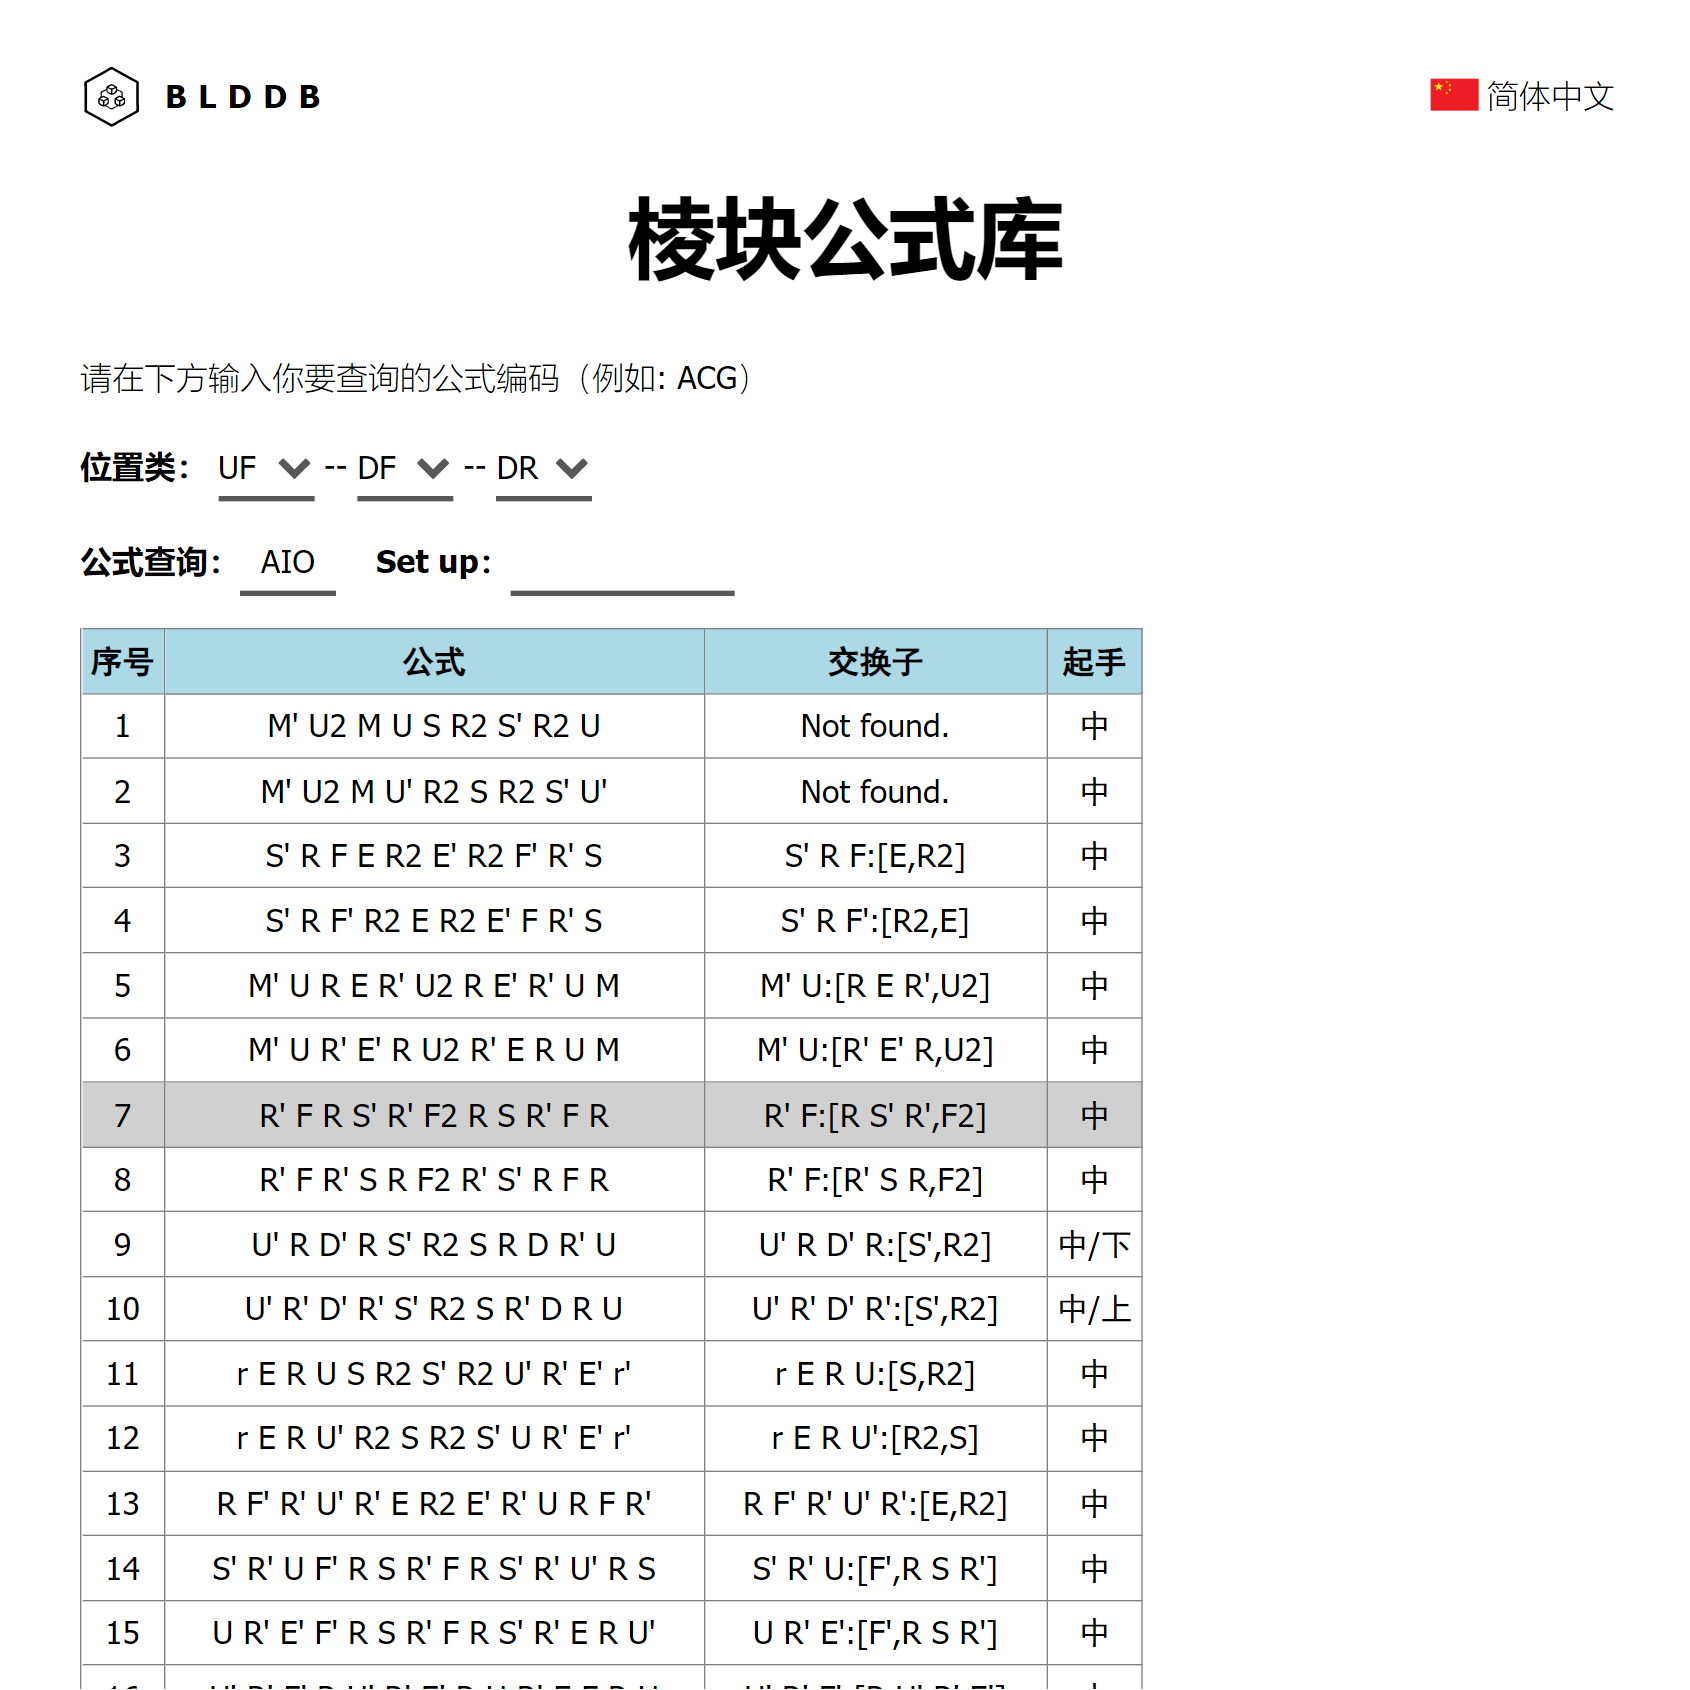 BLDDB
简体中文
棱块公式库
请在下方输入你要查询的公式编码（例如: ACG）
位置类： UF -- DF -- DR
公式查询： AIO Set up：
序号 公式 交换子 起手
1 M' U2 M U S R2 S' R2 U Not found. 中
2 M' U2 M U' R2 S R2 S' U' Not found. 中
3 S' R F E R2 E' R2 F' R' S S' R F:[E,R2] 中
4 S' R F' R2 E R2 E' F R' S S' R F':[R2,E] 中
5 M' U R E R' U2 R E' R' U M M' U:[R E R',U2] 中
6 M' U R' E' R U2 R' E R U M M' U:[R' E' R,U2] 中
7 R' F R S' R' F2 R S R' F R R' F:[R S' R',F2] 中
8 R' F R' S R F2 R' S' R F R R' F:[R' S R,F2] 中
9 U' R D' R S' R2 S R D R' U U' R D' R:[S',R2] 中/下
10 U' R' D' R' S' R2 S R' D R U U' R' D' R':[S',R2] 中/上
11 r E R U S R2 S' R2 U' R' E' r' r E R U:[S,R2] 中
12 r E R U' R2 S R2 S' U R' E' r' r E R U':[R2,S] 中
13 R F' R' U' R' E R2 E' R' U R F R' R F' R' U' R':[E,R2] 中
14 S' R' U F' R S R' F R S' R' U' R S S' R' U:[F',R S R'] 中
15 U R' E' F' R S R' F R S' R' E R U' U R' E':[F',R S R'] 中